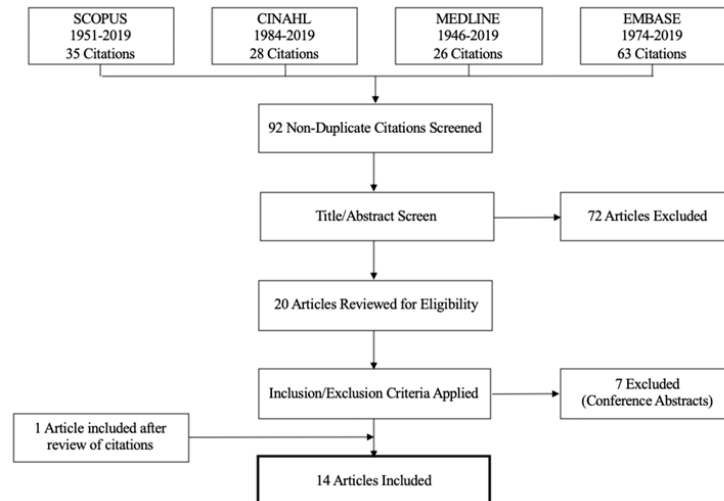 SCOPUS
1951-2019
35 Citations
CINAHL
1984-2019
28 Citations
MEDLINE
1946-2019
26 Citations
EMBASE
1974-2019
63 Citations
92 Non-Duplicate Citations Screened
Title/Abstract Screen
72 Articles Excluded
20 Articles Reviewed for Eligibility
Inclusion/Exclusion Criteria Applied
7 Excluded
(Conference Abstracts)
1 Article included after
review of citations
14 Articles Included